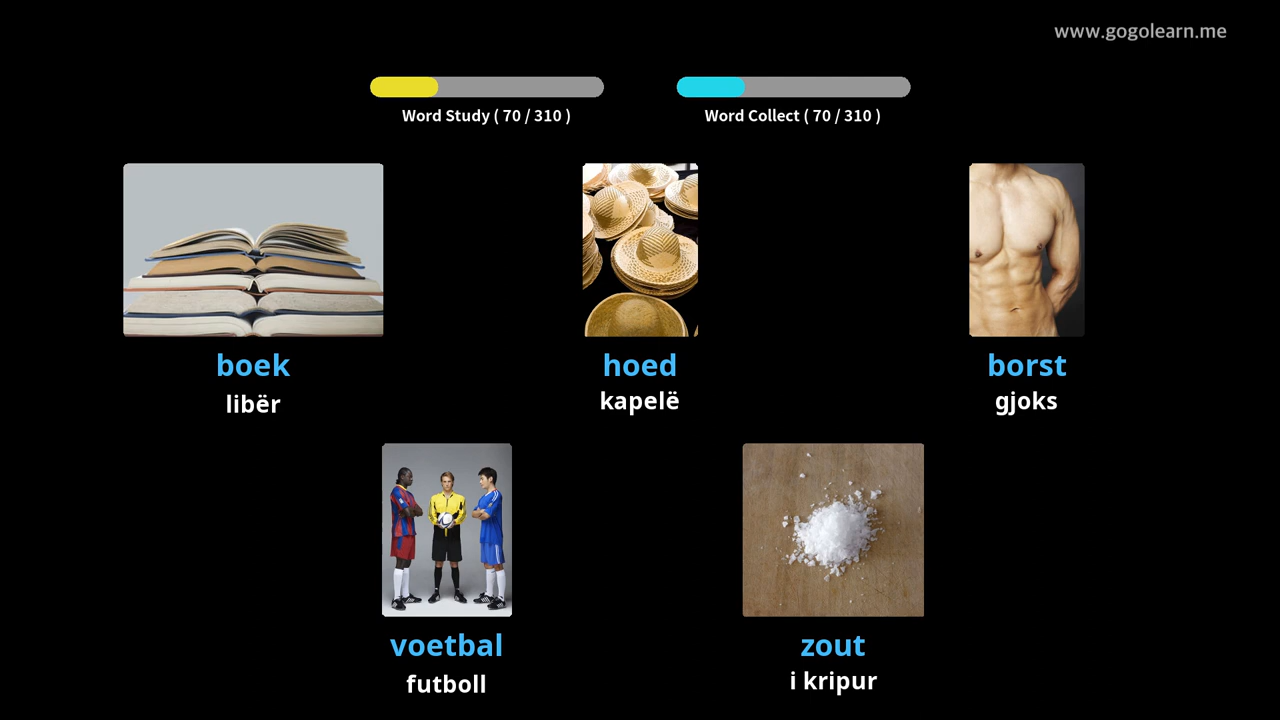 www.gogolearn.me
Word Study ( 70 / 310 )
Word Collect ( 70 / 310 )
boek
libër
hoed
kapelë
borst
gjoks
voetbal
futboll
zout
i kripur